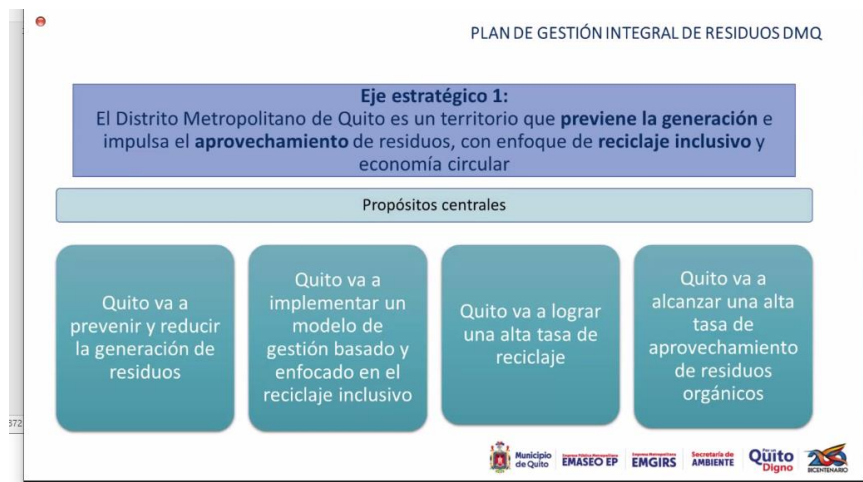 PLAN DE GESTIÓN INTEGRAL DE RESIDUOS DMQ
Eje estratégico 1:
El Distrito Metropolitano de Quito es un territorio que previene la generación e
impulsa el aprovechamiento de residuos, con enfoque de reciclaje inclusivo y
economía circular
Propósitos centrales
Quito va a
prevenir y reducir
la generación de
residuos
Quito va a
implementar un
modelo de
gestión basado y
enfocado en el
reciclaje inclusivo
Quito va a lograr
una alta tasa de
reciclaje
Quito va a
alcanzar una alta
tasa de
aprovechamiento
de residuos
orgánicos
872
Municipio
de Quito
EMASEO EP
EMGIRS
Secretaría de
AMBIENTE
Quito
Digno
BICENTENARIO